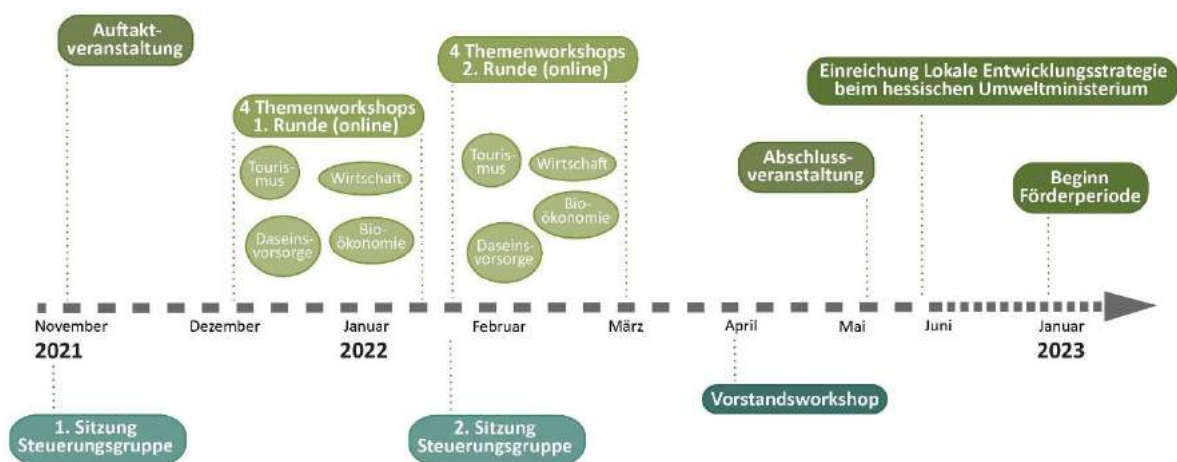 Auftakt-
veranstaltung
4 Themenworkshops
1. Runde (online)
Touris-
mus
Wirtschaft
Daseins-
vorsorge
Bio-
ökonomie
4 Themenworkshops
2. Runde (online)
Touris-
mus
Wirtschaft
Bio-
ökonomie
Daseins-
vorsorge
Einreichung Lokale Entwicklungsstrategie
beim hessischen Umweltministerium
Abschluss-
veranstaltung
Beginn
Förderperiode
November
2021
Dezember
Januar
2022
Februar
März
April
Mai
Juni
Januar
2023
1. Sitzung
Steuerungsgruppe
2. Sitzung
Steuerungsgruppe
Vorstandsworkshop